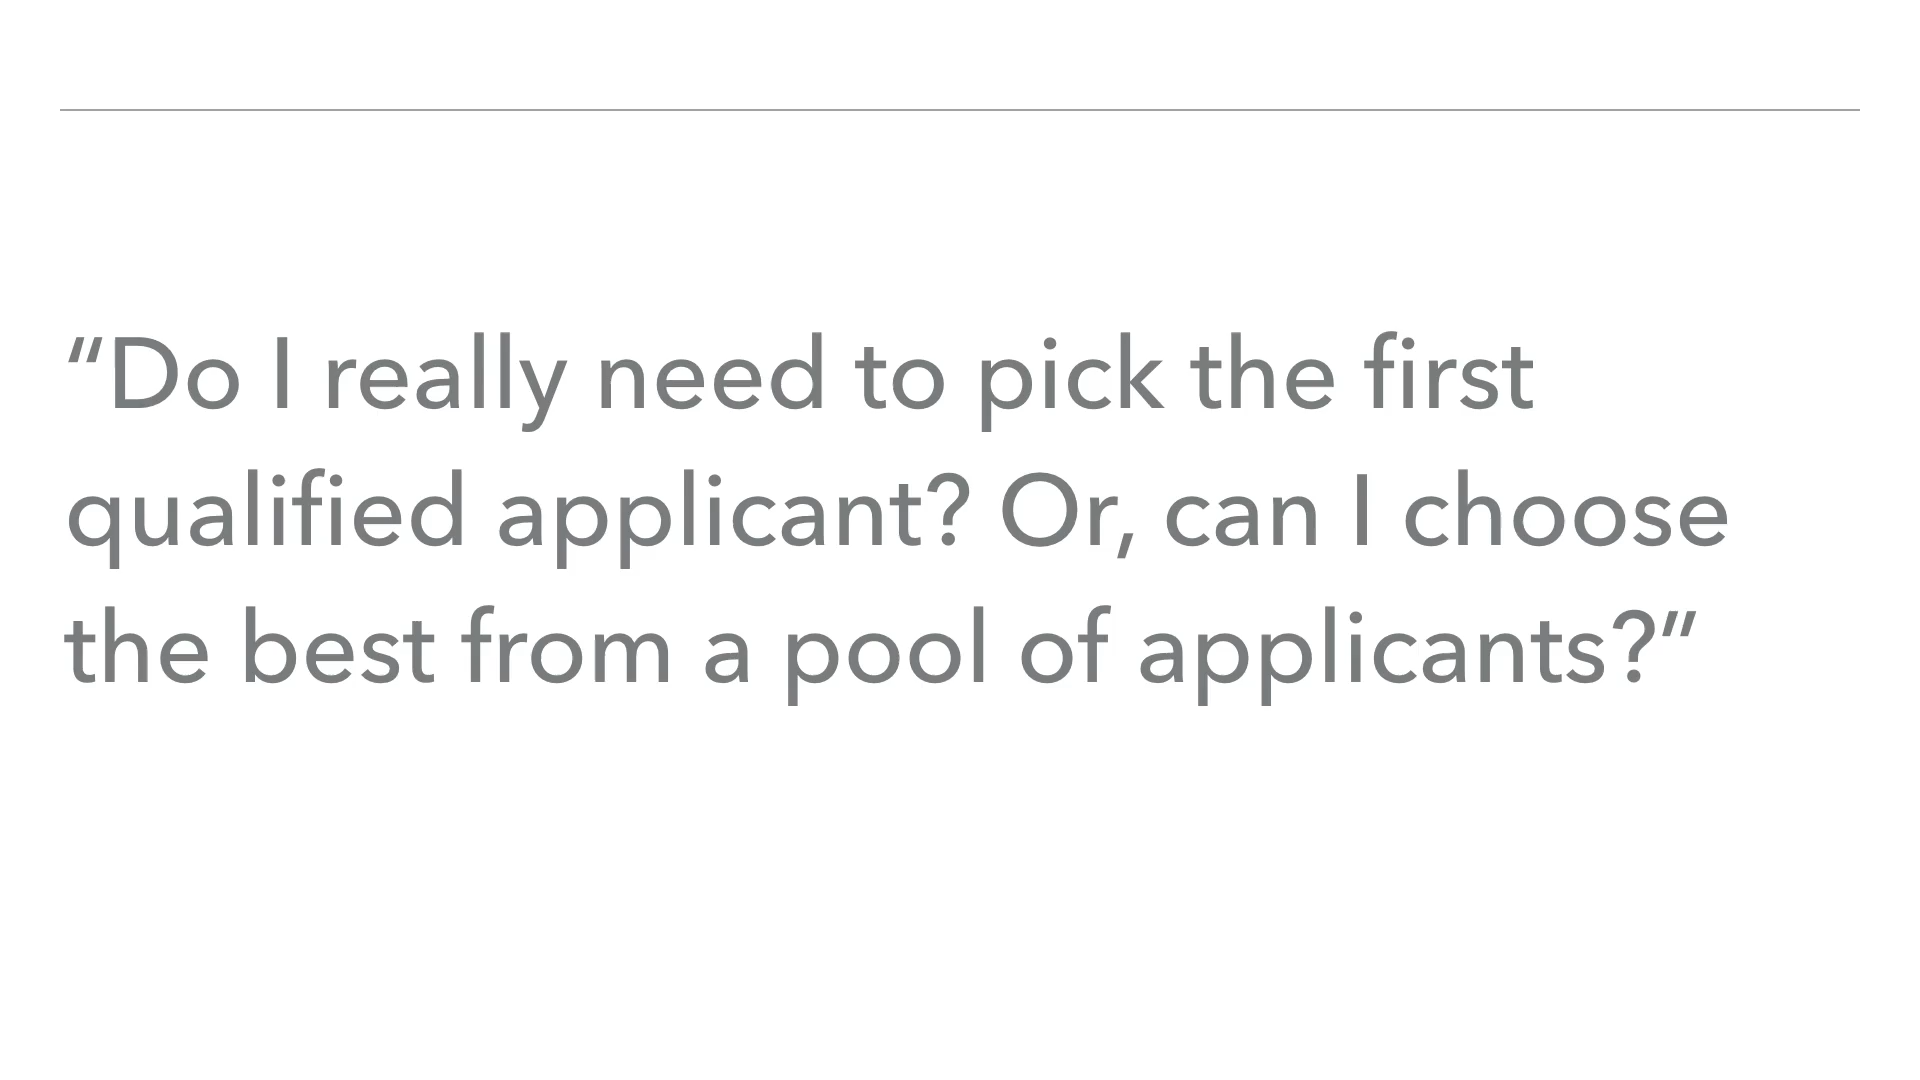 “Do I really need to pick the first
qualified applicant? Or, can I choose
the best from a pool of applicants?”